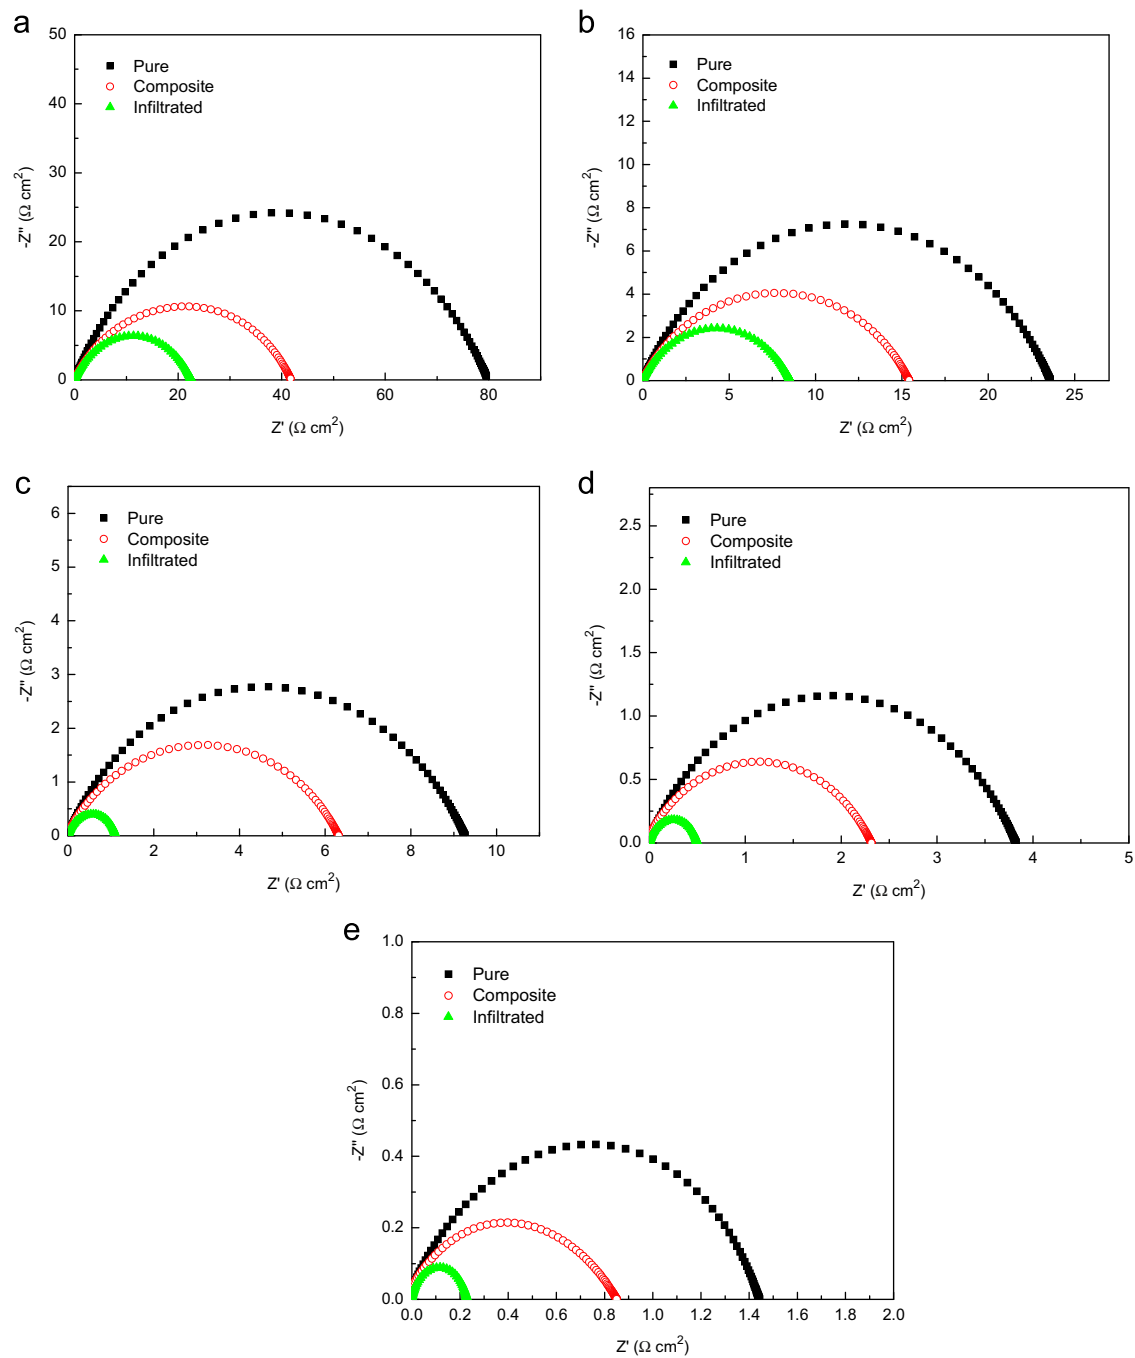 a
50
40
30
20
10
0
Pure
Composite
Infiltrated
-Z" (Ω cm²)
0 20 40 60 80
Z' (Ω cm²)
b
16
14
12
10
8
6
4
2
0
Pure
Composite
Infiltrated
-Z" (Ω cm²)
0 5 10 15 20 25
Z' (Ω cm²)
c
6
5
4
3
2
1
0
Pure
Composite
Infiltrated
-Z" (Ω cm²)
0 2 4 6 8 10
Z' (Ω cm²)
d
2.5
2.0
1.5
1.0
0.5
0.0
Pure
Composite
Infiltrated
-Z" (Ω cm²)
0 1 2 3 4 5
Z' (Ω cm²)
e
1.0
0.8
0.6
0.4
0.2
0.0
Pure
Composite
Infiltrated
-Z" (Ω cm²)
0.0 0.2 0.4 0.6 0.8 1.0 1.2 1.4 1.6 1.8 2.0
Z' (Ω cm²)